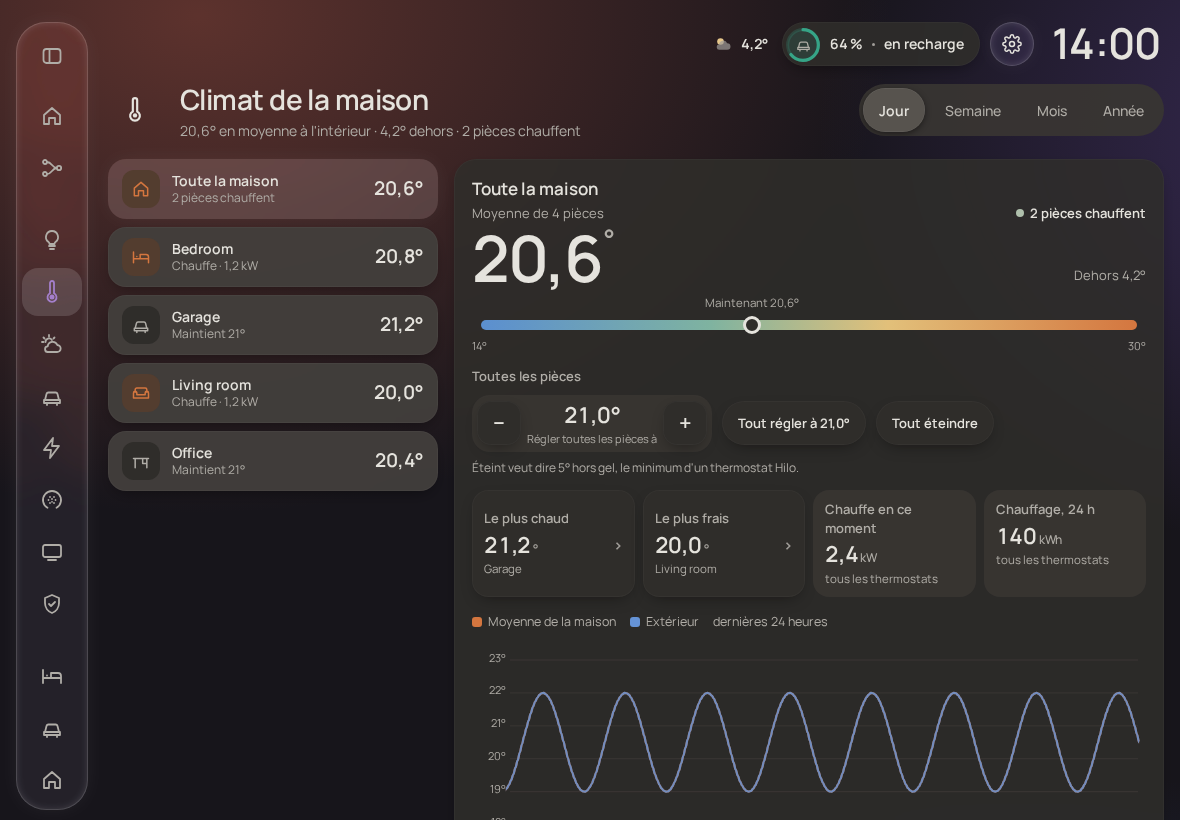 4,2°
64 % · en recharge
14:00
Climat de la maison
20,6° en moyenne à l'intérieur · 4,2° dehors · 2 pièces chauffent
Jour
Semaine
Mois
Année
Toute la maison
2 pièces chauffent
20,6°
Bedroom
Chauffe · 1,2 kW
20,8°
Garage
Maintient 21°
21,2°
Living room
Chauffe · 1,2 kW
20,0°
Office
Maintient 21°
20,4°
Toute la maison
Moyenne de 4 pièces
2 pièces chauffent
20,6°
Dehors 4,2°
Maintenant 20,6°
14°
30°
Toutes les pièces
−
21,0°
Régler toutes les pièces à
+
Tout régler à 21,0°
Tout éteindre
Éteint veut dire 5° hors gel, le minimum d'un thermostat Hilo.
Le plus chaud
21,2°
Garage
Le plus frais
20,0°
Living room
Chauffe en ce
moment
2,4 kW
tous les thermostats
Chauffage, 24 h
140 kWh
tous les thermostats
Moyenne de la maison
Extérieur
dernières 24 heures
23°
22°
21°
20°
19°